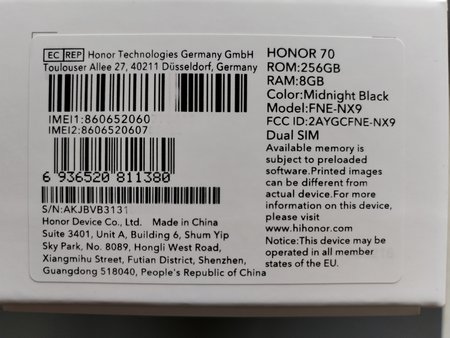 EC REP Honor Technologies Germany GmbH
Toulouser Allee 27, 40211 Düsseldorf, Germany
IMEI1:860652060
IMEI2:8606520607
6 936520 811380
S/N:AKJBVB3131
Honor Device Co., Ltd. Made in China
Suite 3401, Unit A, Building 6, Shum Yip
Sky Park, No. 8089, Hongli West Road,
Xiangmihu Street, Futian District, Shenzhen,
Guangdong 518040, People's Republic of China
HONOR 70
ROM:256GB
RAM:8GB
Color:Midnight Black
Model:FNE-NX9
FCC ID:2AYGCFNE-NX9
Dual SIM
Available memory is
subject to preloaded
software.Printed images
can be different from
actual device.For more
information on this device,
please visit
www.hihonor.com
Notice:This device may
be operated in all member
states of the EU.